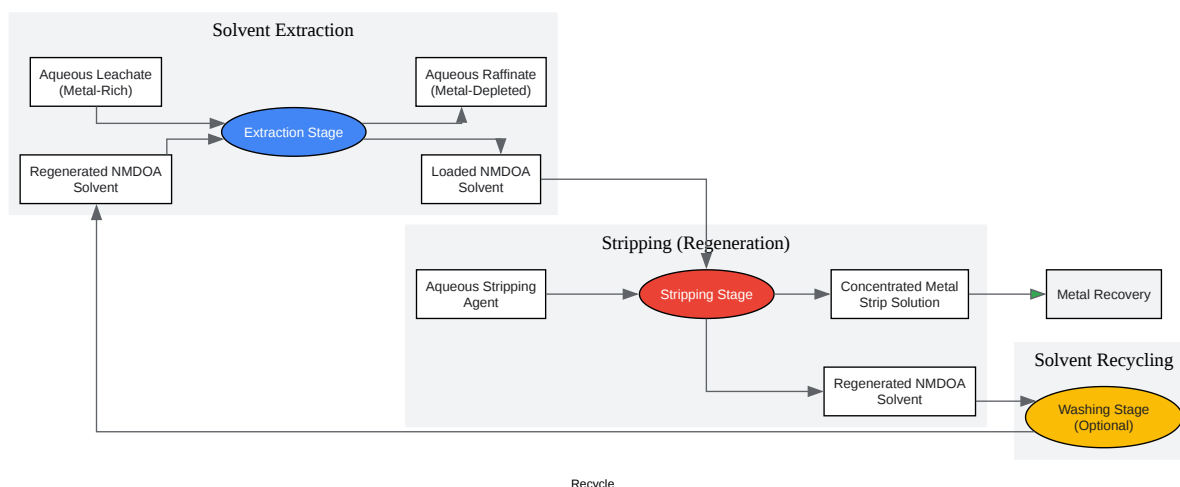 Solvent Extraction
Aqueous Leachate
(Metal-Rich)
Aqueous Raffinate
(Metal-Depleted)
Extraction Stage
Regenerated NMDOA
Solvent
Loaded NMDOA
Solvent
Stripping (Regeneration)
Aqueous Stripping
Agent
Stripping Stage
Concentrated Metal
Strip Solution
Metal Recovery
Solvent Recycling
Regenerated NMDOA
Solvent
Washing Stage
(Optional)
Recycle